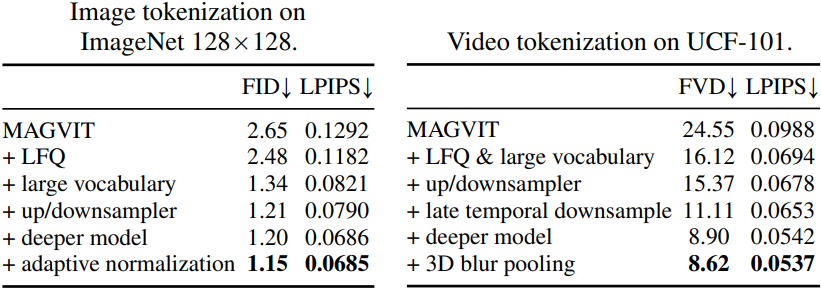 Image tokenization on
ImageNet 128×128.
FID↓ LPIPS↓
MAGVIT 2.65 0.1292
+ LFQ 2.48 0.1182
+ large vocabulary 1.34 0.0821
+ up/downsampler 1.21 0.0790
+ deeper model 1.20 0.0686
+ adaptive normalization 1.15 0.0685
Video tokenization on UCF-101.
FVD↓ LPIPS↓
MAGVIT 24.55 0.0988
+ LFQ & large vocabulary 16.12 0.0694
+ up/downsampler 15.37 0.0678
+ late temporal downsample 11.11 0.0653
+ deeper model 8.90 0.0542
+ 3D blur pooling 8.62 0.0537